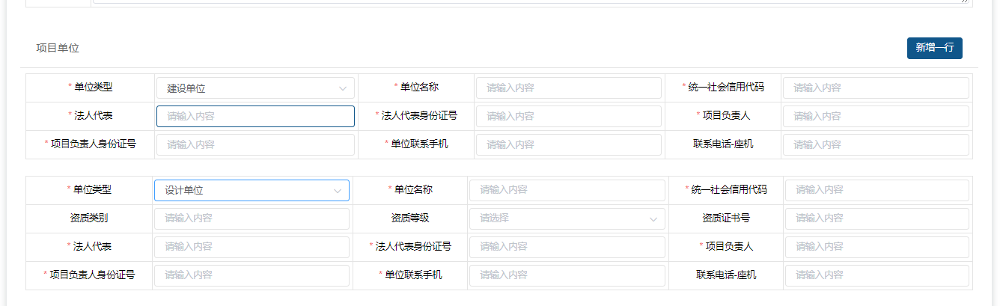 项目单位 新增一行
* 单位类型 建设单位 * 单位名称 请输入内容 * 统一社会信用代码 请输入内容
* 法人代表 请输入内容 * 法人代表身份证号 请输入内容 * 项目负责人 请输入内容
* 项目负责人身份证号 请输入内容 * 单位联系手机 请输入内容 联系电话-座机 请输入内容
* 单位类型 设计单位 * 单位名称 请输入内容 * 统一社会信用代码 请输入内容
资质类别 请输入内容 资质等级 请选择 资质证书号 请输入内容
* 法人代表 请输入内容 * 法人代表身份证号 请输入内容 * 项目负责人 请输入内容
* 项目负责人身份证号 请输入内容 * 单位联系手机 请输入内容 联系电话-座机 请输入内容